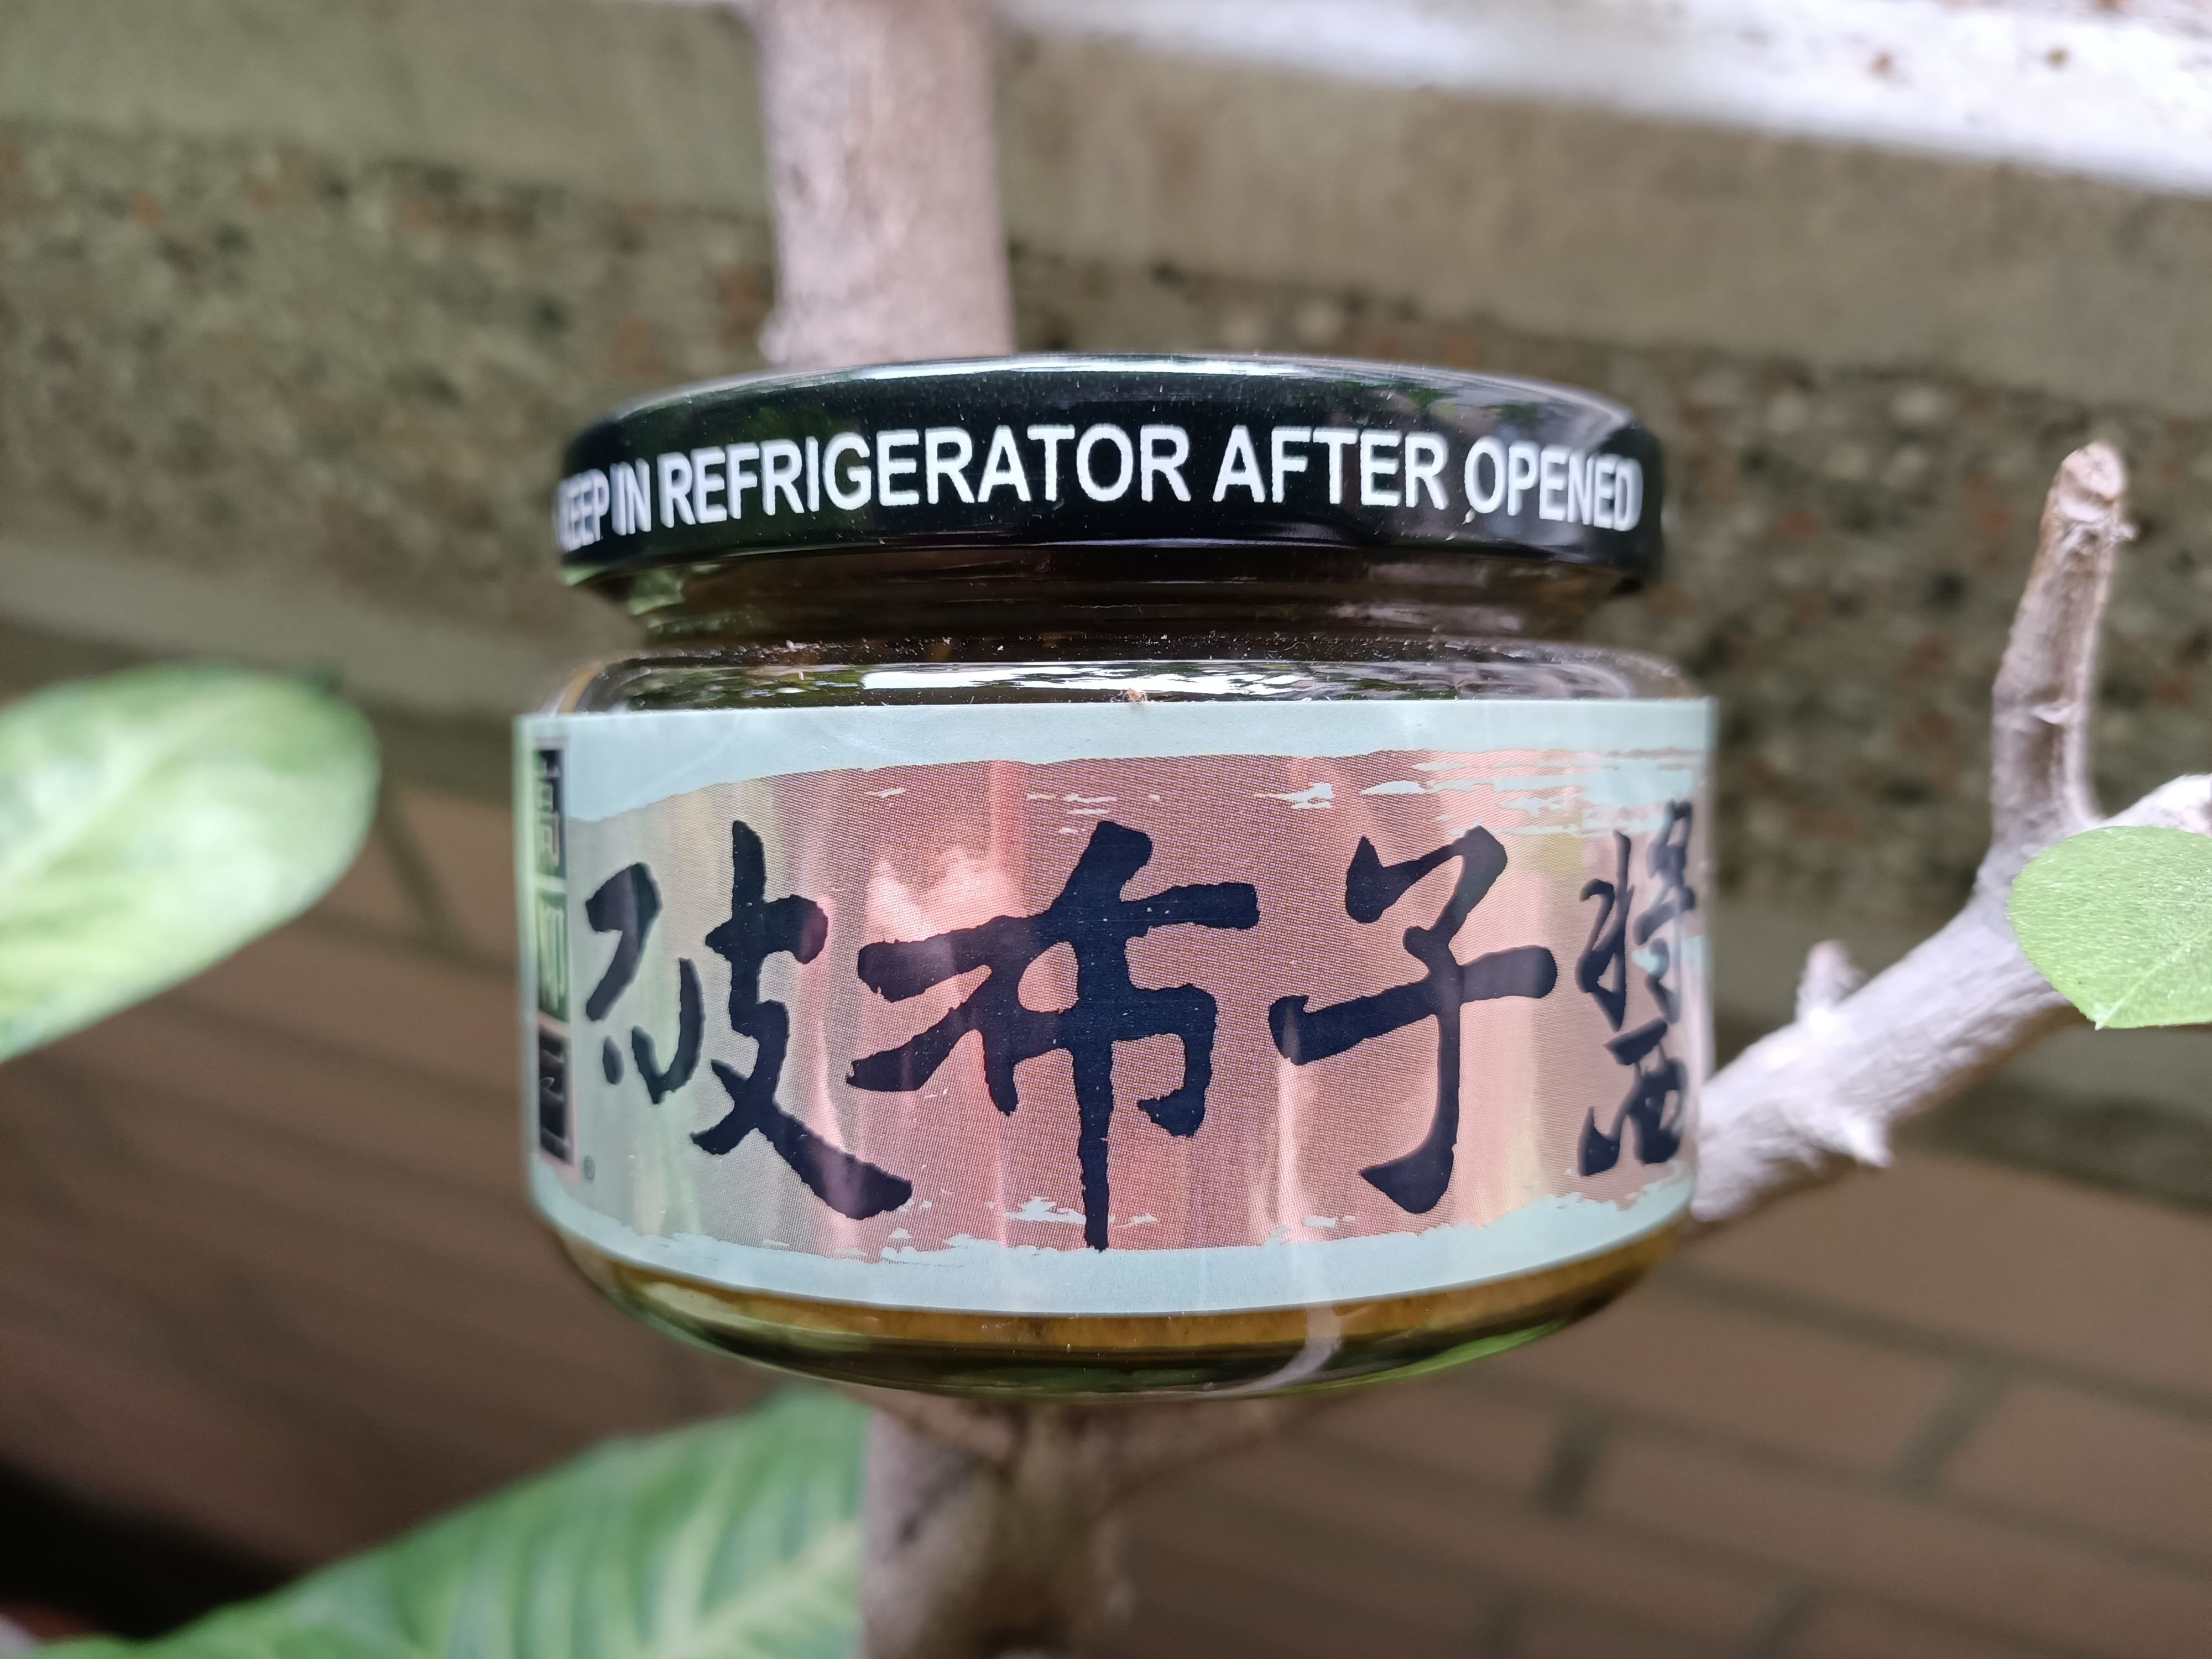 KEEP IN REFRIGERATOR AFTER OPENED
破布子醬
®